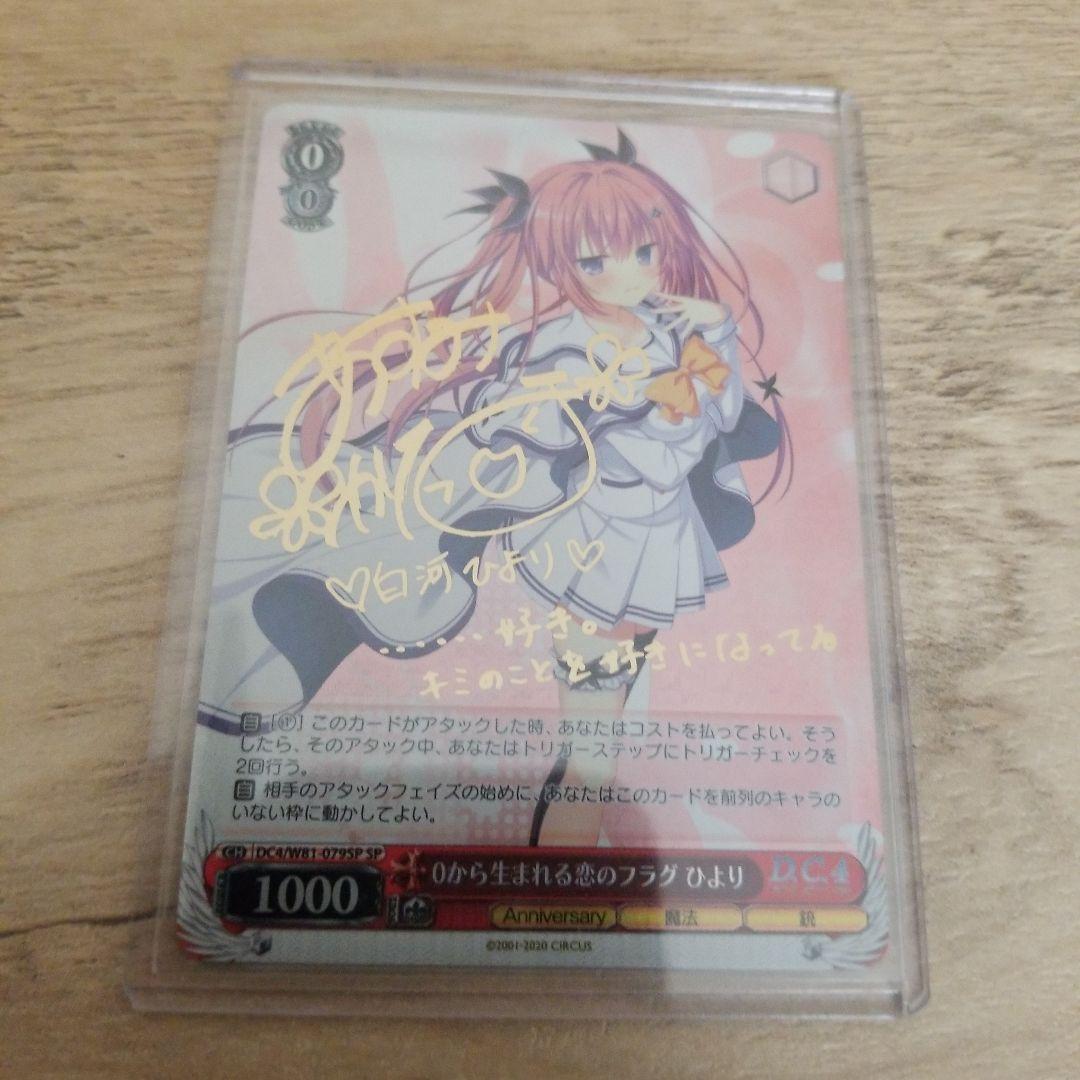 0
0
♡白河ひより♡
......好き。
キミのことを好きになってる
自 [①] このカードがアタックした時、あなたはコストを払ってよい。そう
したら、そのアタック中、あなたはトリガーステップにトリガーチェックを
2回行う。
自 相手のアタックフェイズの始めに、あなたはこのカードを前列のキャラの
いない枠に動かしてよい。
CH DC4/W81-079SP SP
0から生まれる恋のフラグ ひより
D.C.4
1000
Anniversary 魔法 銃
©2001-2020 CIRCUS